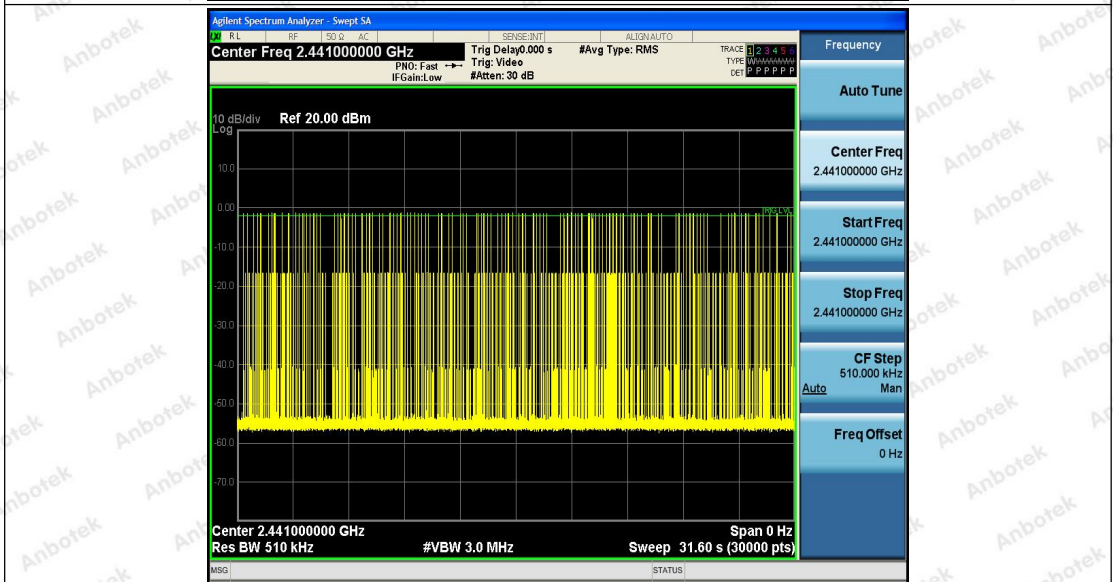 Agilent Spectrum Analyzer - Swept SA
LXI RL RF 50 Ω AC SENSE:INT ALIGN AUTO
Center Freq 2.441000000 GHz
PNO: Fast
IFGain:Low
Trig Delay0.000 s
Trig: Video
#Atten: 30 dB
#Avg Type: RMS
TRACE 1 2 3 4 5 6
TYPE
DET P P P P P P
10 dB/div Ref 20.00 dBm
Log
10.0
0.00
TRIG LVL
-10.0
-20.0
-30.0
-40.0
-50.0
-60.0
-70.0
Center 2.441000000 GHz Span 0 Hz
Res BW 510 kHz #VBW 3.0 MHz Sweep 31.60 s (30000 pts)
MSG STATUS
Frequency
Auto Tune
Center Freq
2.441000000 GHz
Start Freq
2.441000000 GHz
Stop Freq
2.441000000 GHz
CF Step
510.000 kHz
Auto Man
Freq Offset
0 Hz
Anbotek